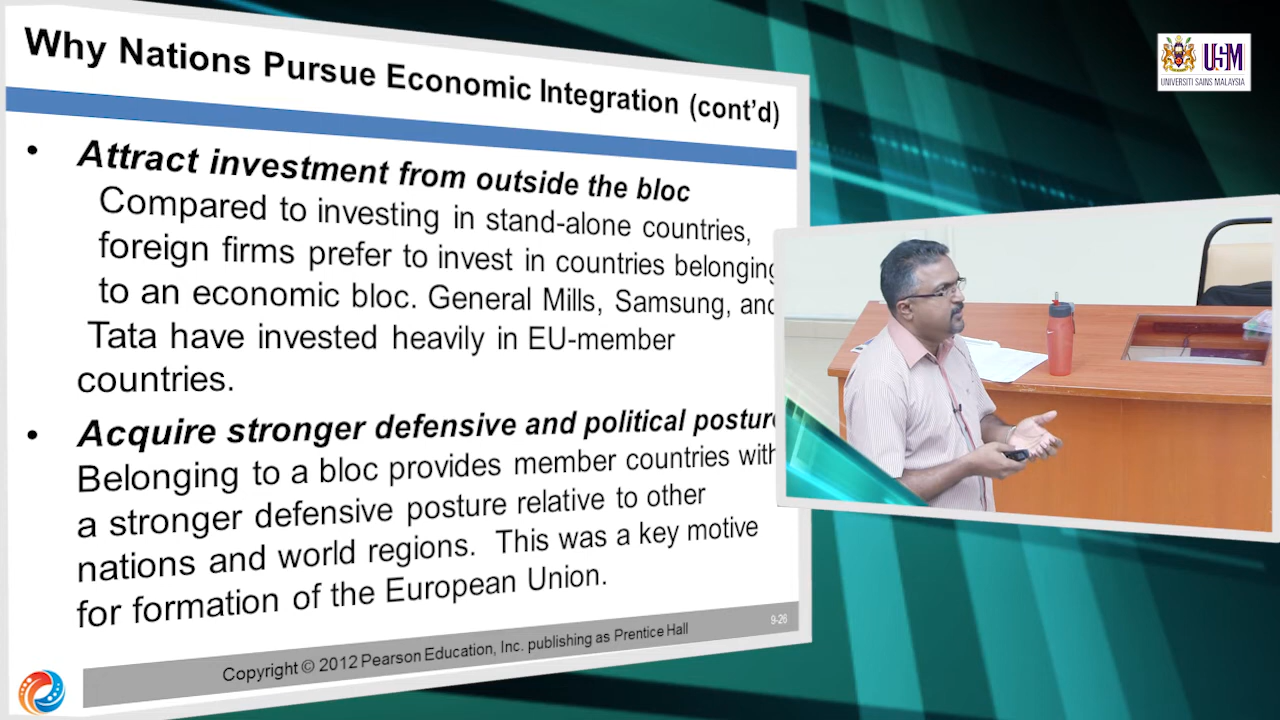 Why Nations Pursue Economic Integration (cont’d)
• Attract investment from outside the bloc
Compared to investing in stand-alone countries,
foreign firms prefer to invest in countries belonging
to an economic bloc. General Mills, Samsung, and
Tata have invested heavily in EU-member
countries.
• Acquire stronger defensive and political posture
Belonging to a bloc provides member countries with
a stronger defensive posture relative to other
nations and world regions. This was a key motive
for formation of the European Union.
Copyright © 2012 Pearson Education, Inc. publishing as Prentice Hall
9-26
USM
UNIVERSITI SAINS MALAYSIA